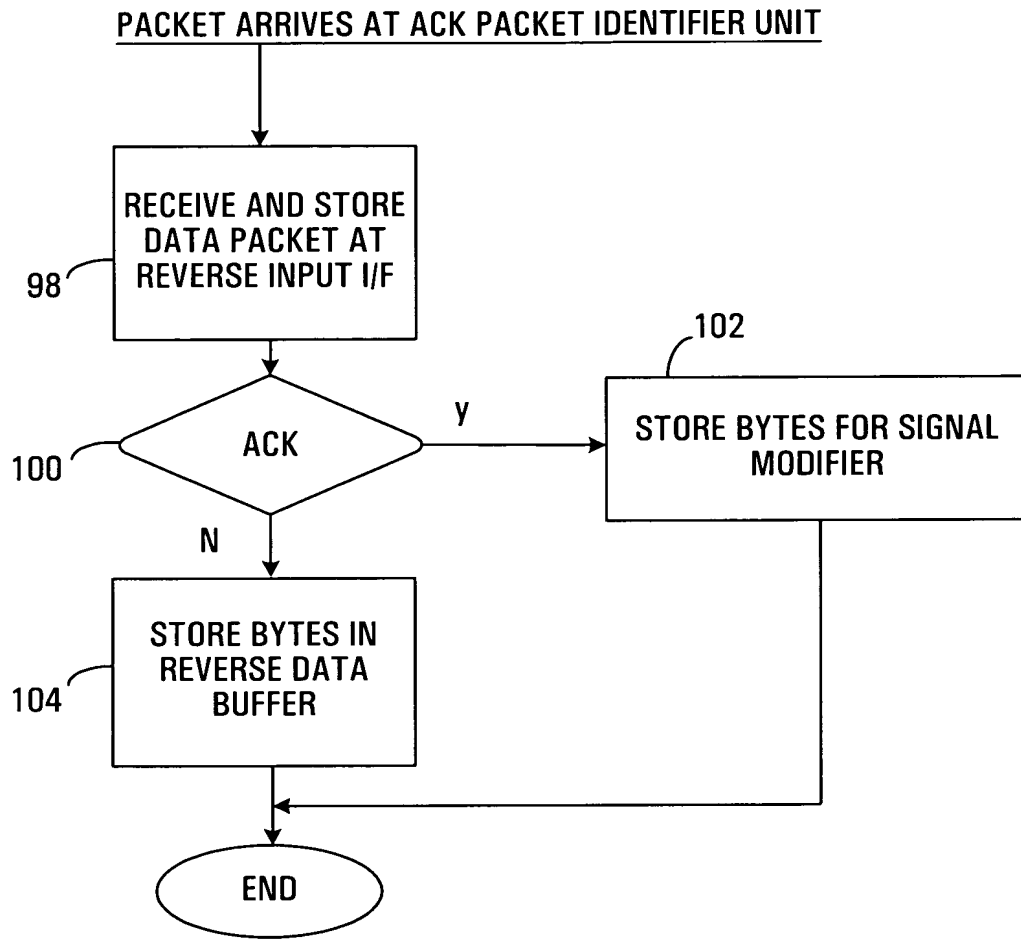 PACKET ARRIVES AT ACK PACKET IDENTIFIER UNIT
RECEIVE AND STORE
DATA PACKET AT
REVERSE INPUT I/F
98
102
ACK
y
100
STORE BYTES FOR SIGNAL
MODIFIER
N
STORE BYTES IN
REVERSE DATA
BUFFER
104
END